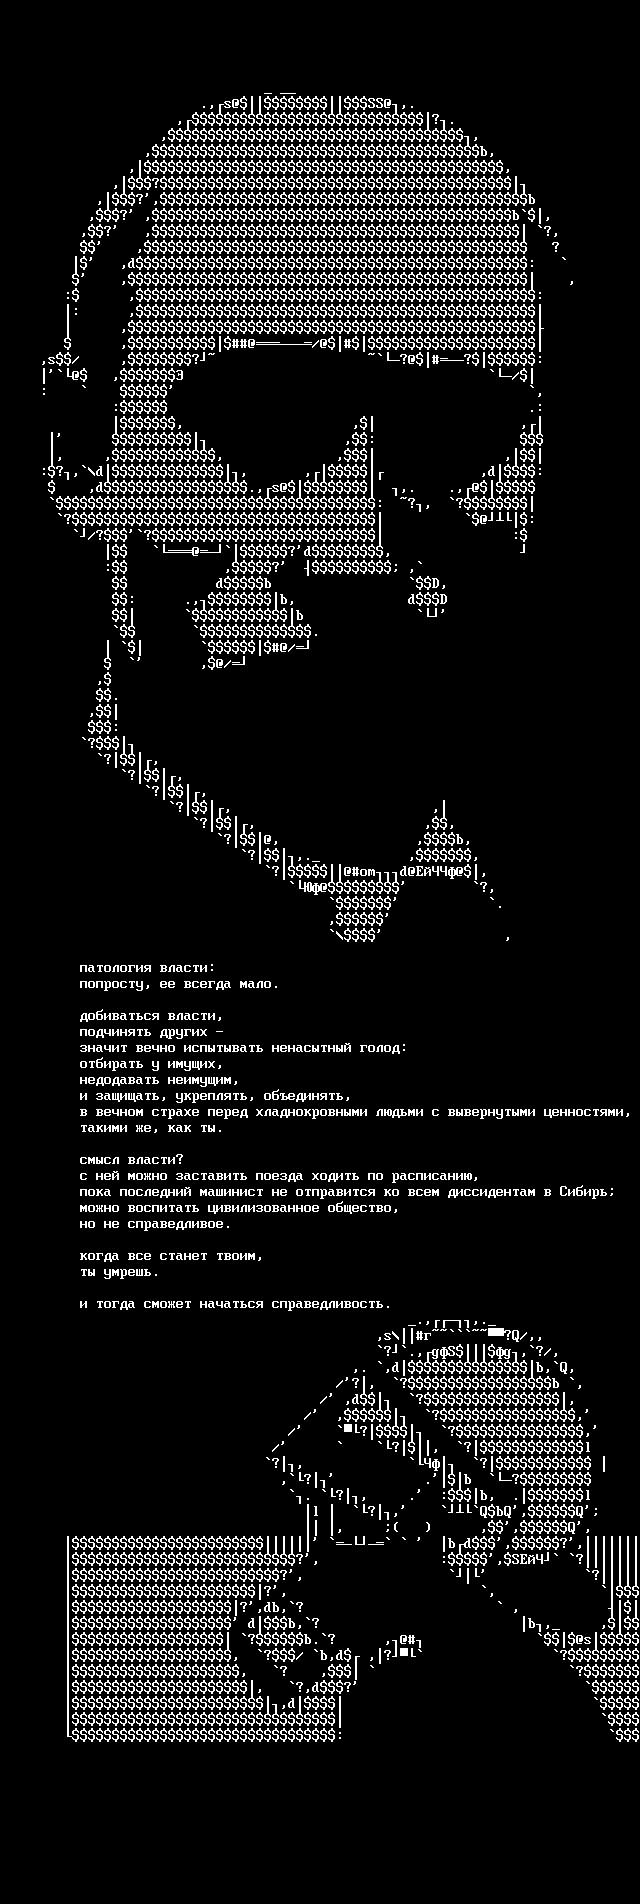 патология власти:
попросту, ее всегда мало.
добиваться власти,
подчинять других -
значит вечно испытывать ненасытный голод:
отбирать у имущих,
недодавать неимущим,
и защищать, укреплять, объединять,
в вечном страхе перед хладнокровными людьми с вывернутыми ценностями,
такими же, как ты.
смысл власти?
с ней можно заставить поезда ходить по расписанию,
пока последний машинист не отправится ко всем диссидентам в Сибирь;
можно воспитать цивилизованное общество,
но не справедливое.
когда все станет твоим,
ты умрешь.
и тогда сможет начаться справедливость.